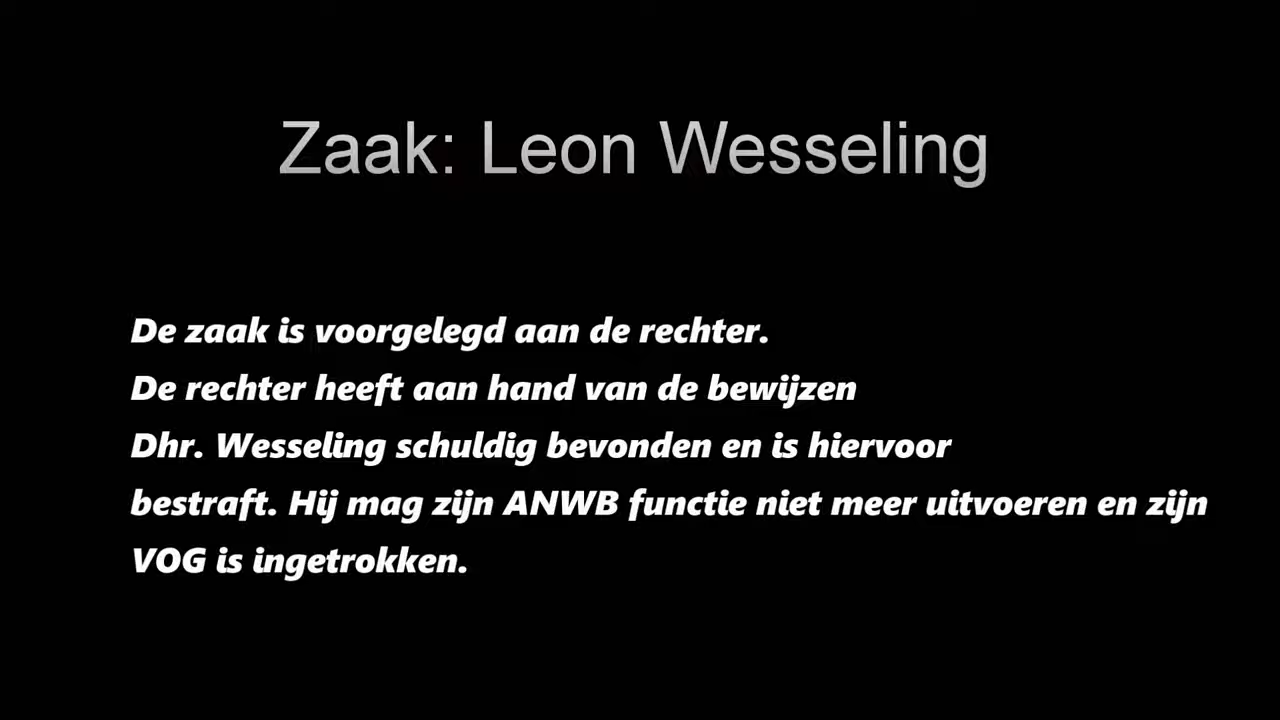 Zaak: Leon Wesseling
De zaak is voorgelegd aan de rechter.
De rechter heeft aan hand van de bewijzen
Dhr. Wesseling schuldig bevonden en is hiervoor
bestraft. Hij mag zijn ANWB functie niet meer uitvoeren en zijn
VOG is ingetrokken.